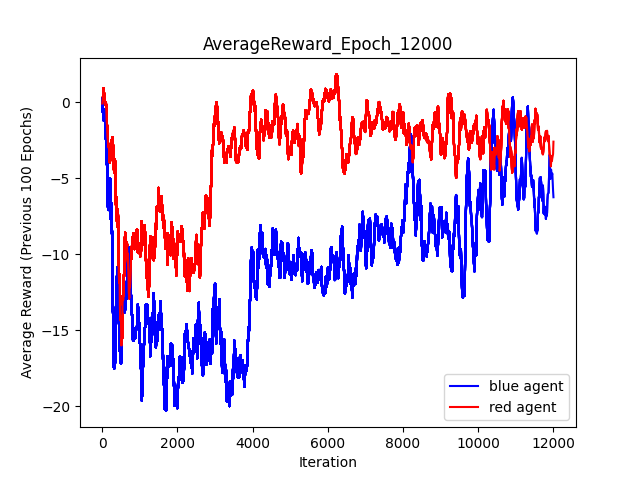 AverageReward_Epoch_12000
Average Reward (Previous 100 Epochs)
0
−5
−10
−15
−20
0 2000 4000 6000 8000 10000 12000
Iteration
blue agent
red agent